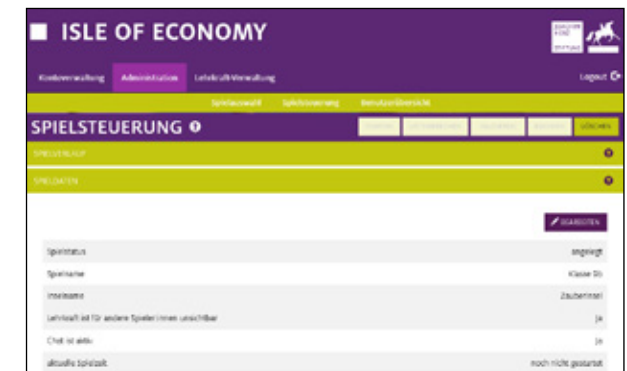 ISLE OF ECONOMY
Kontoverwaltung Administration Lehrkraft-Verwaltung Logout
Spielauswahl Spielsteuerung Benutzerübersicht
SPIELSTEUERUNG LÖSCHEN
SPIELVERLAUF
SPIELDATEN
BEARBEITEN
Spielstatus angelegt
Spielname Klasse 9b
Inselname Zauberinsel
Lehrkraft ist für andere Spieler:innen unsichtbar Ja
Chat ist aktiv Ja
aktuelle Spielzeit noch nicht gestartet